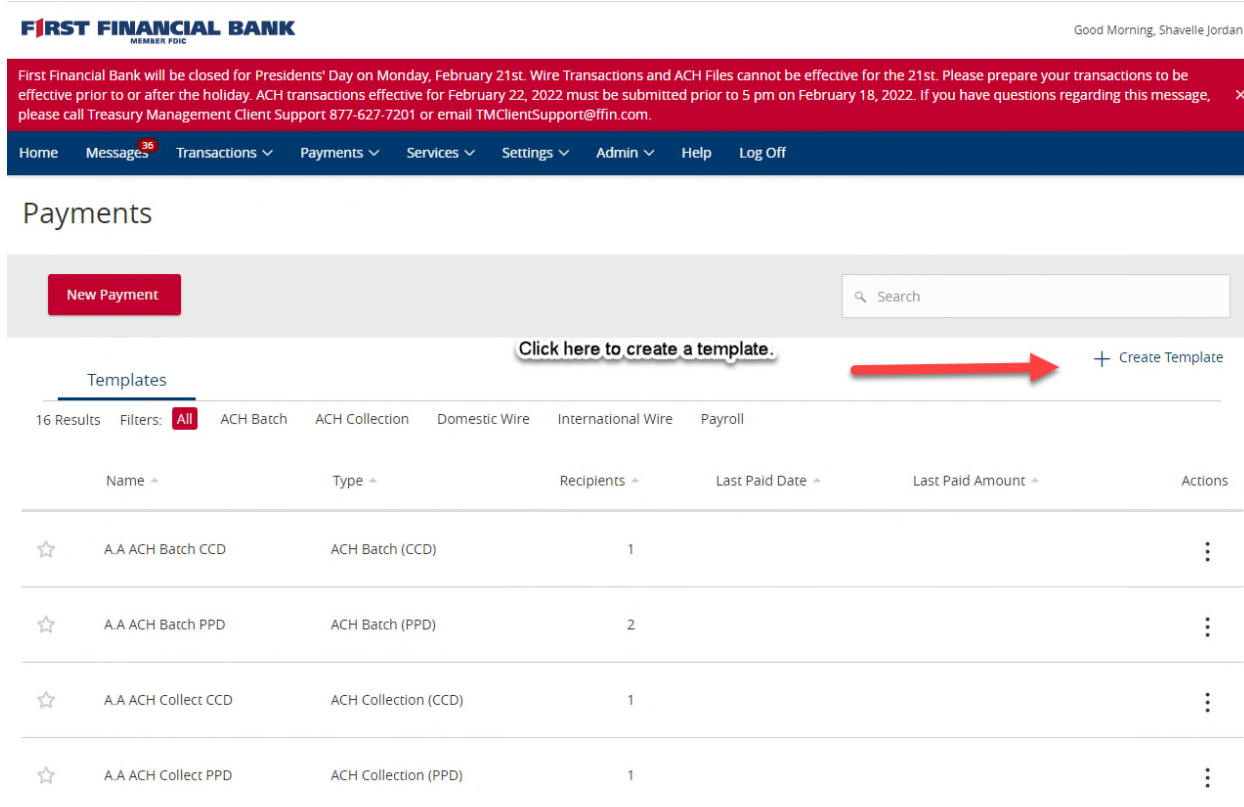 FIRST FINANCIAL BANK
MEMBER FDIC
Good Morning, Shavelle Jordan
First Financial Bank will be closed for Presidents' Day on Monday, February 21st. Wire Transactions and ACH Files cannot be effective for the 21st. Please prepare your transactions to be
effective prior to or after the holiday. ACH transactions effective for February 22, 2022 must be submitted prior to 5 pm on February 18, 2022. If you have questions regarding this message,
please call Treasury Management Client Support 877-627-7201 or email TMClientSupport@ffin.com.
Home Messages 36 Transactions Payments Services Settings Admin Help Log Off
Payments
New Payment Search
Click here to create a template.
+ Create Template
Templates
16 Results Filters: All ACH Batch ACH Collection Domestic Wire International Wire Payroll
Name Type Recipients Last Paid Date Last Paid Amount Actions
A.A ACH Batch CCD ACH Batch (CCD) 1
A.A ACH Batch PPD ACH Batch (PPD) 2
A.A ACH Collect CCD ACH Collection (CCD) 1
A.A ACH Collect PPD ACH Collection (PPD) 1